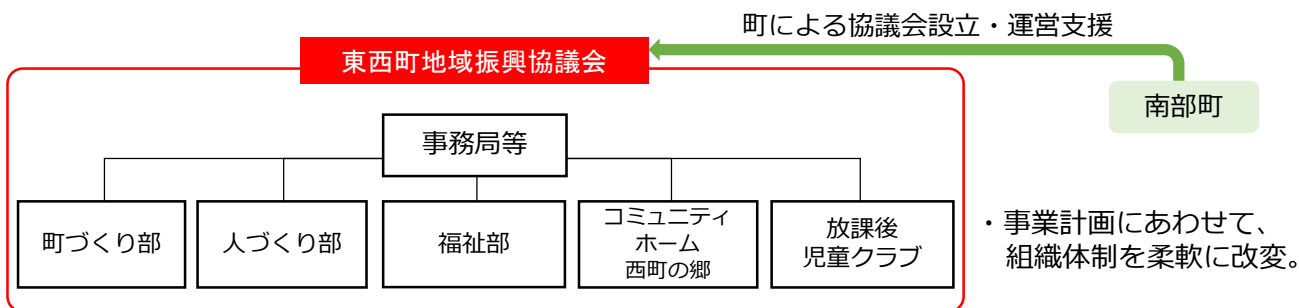 町による協議会設立・運営支援
東西町地域振興協議会
南部町
事務局等
町づくり部
人づくり部
福祉部
コミュニティ
ホーム
西町の郷
放課後
児童クラブ
・事業計画にあわせて、
組織体制を柔軟に改変。